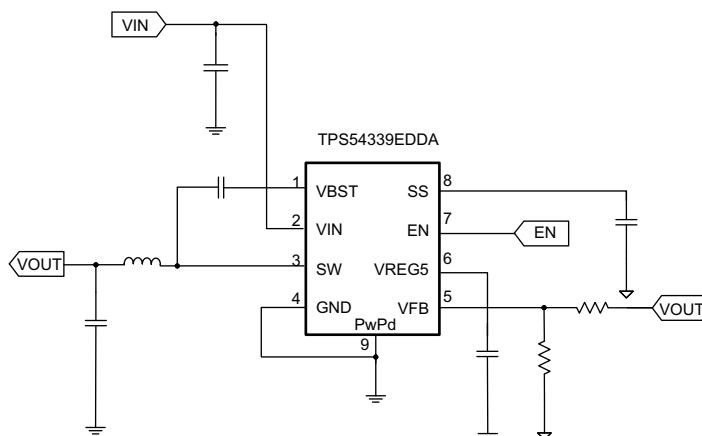 VIN
TPS54339EDDA
1 VBST SS 8
2 VIN EN 7 EN
VOUT 3 SW VREG5 6
4 GND VFB 5 VOUT
PwPd
9